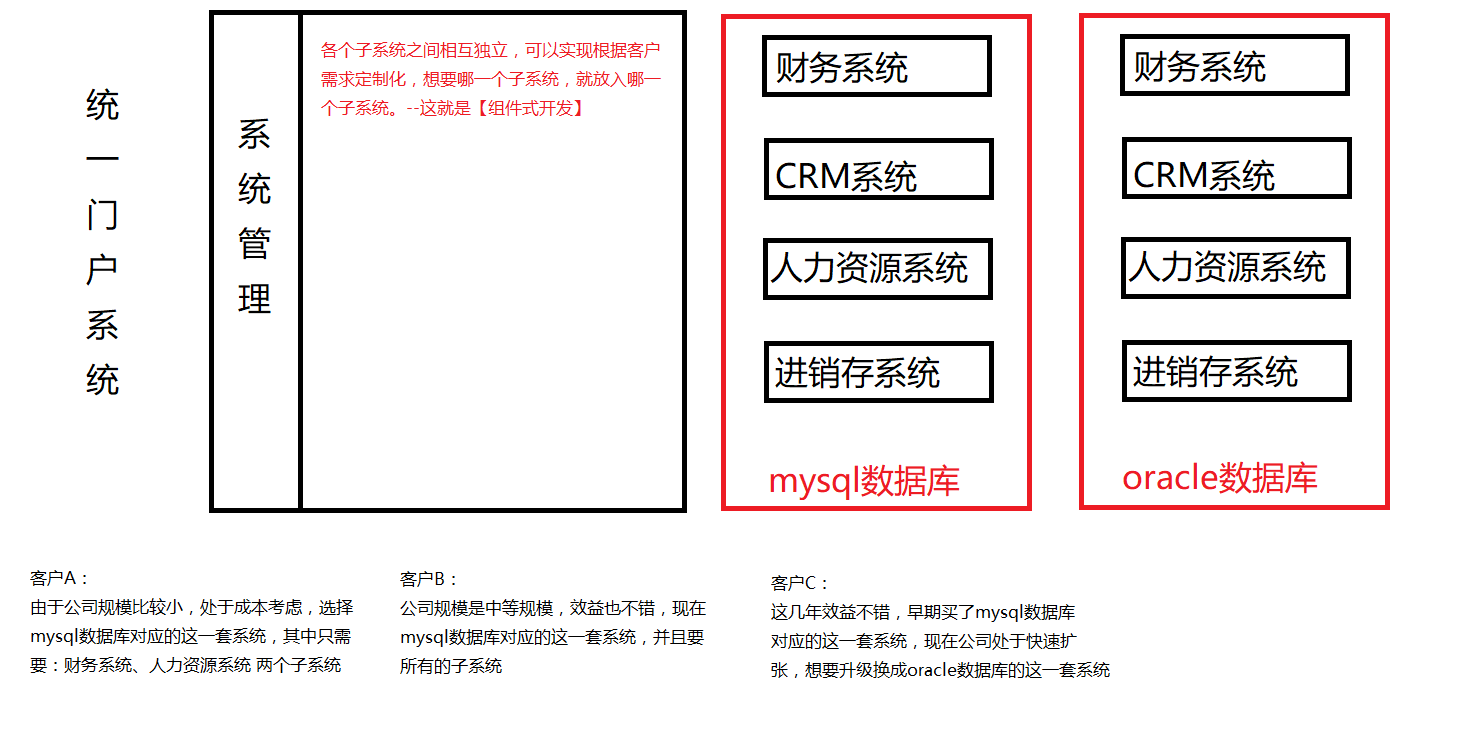 统一门户系统
系统管理
各个子系统之间相互独立，可以实现根据客户
需求定制化，想要哪一个子系统，就放入哪一
个子系统。--这就是【组件式开发】
财务系统
CRM系统
人力资源系统
进销存系统
mysql数据库
财务系统
CRM系统
人力资源系统
进销存系统
oracle数据库
客户A：
由于公司规模比较小，处于成本考虑，选择
mysql数据库对应的这一套系统，其中只需
要：财务系统、人力资源系统 两个子系统
客户B：
公司规模是中等规模，效益也不错，现在
mysql数据库对应的这一套系统，并且要
所有的子系统
客户C：
这几年效益不错，早期买了mysql数据库
对应的这一套系统，现在公司处于快速扩
张，想要升级换成oracle数据库的这一套系统